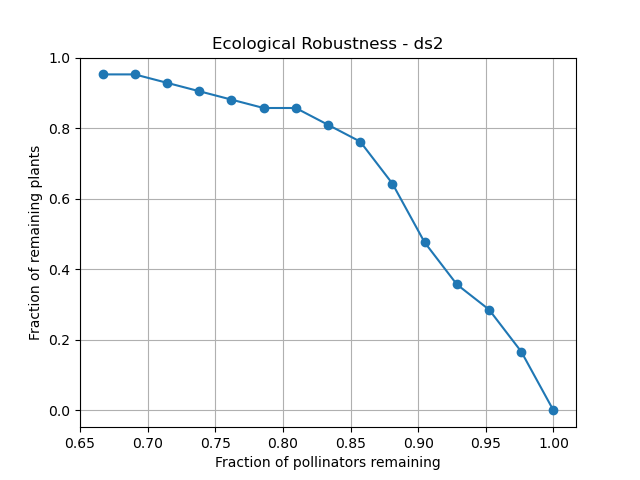 Ecological Robustness - ds2
1.0
0.8
0.6
0.4
0.2
0.0
Fraction of remaining plants
0.65 0.70 0.75 0.80 0.85 0.90 0.95 1.00
Fraction of pollinators remaining